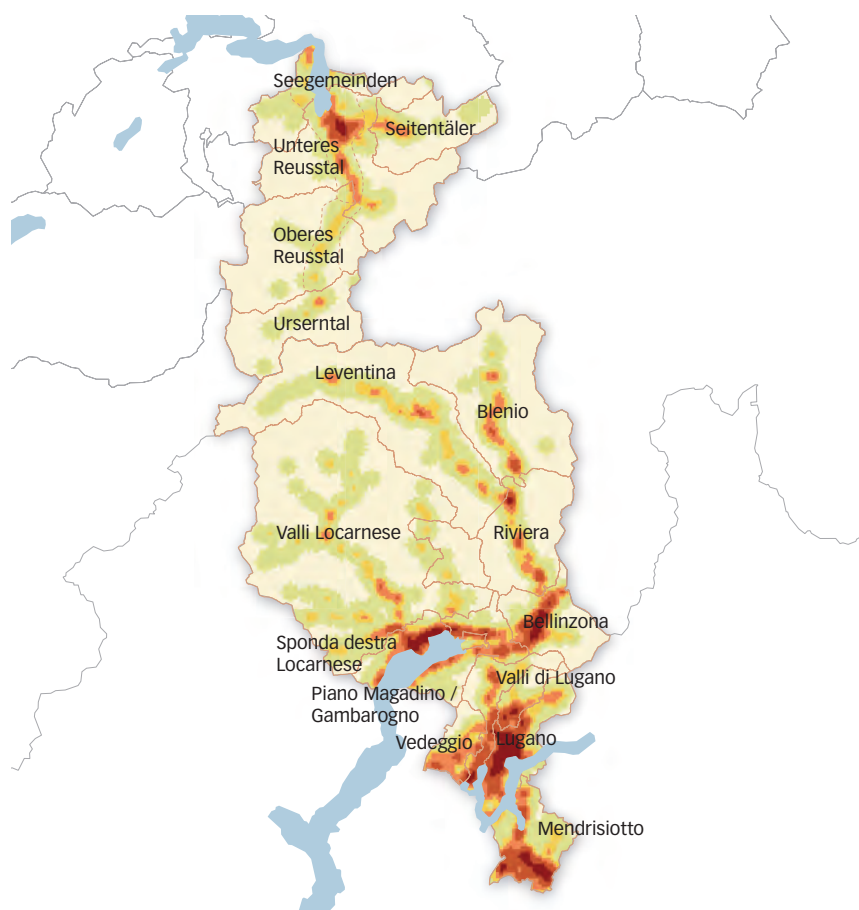 Seegemeinden
Seitentäler
Unteres
Reusstal
Oberes
Reusstal
Urserntal
Leventina
Blenio
Valli Locarnese
Riviera
Bellinzona
Sponda destra
Locarnese
Valli di Lugano
Piano Magadino /
Gambarogno
Vedeggio
Lugano
Mendrisiotto